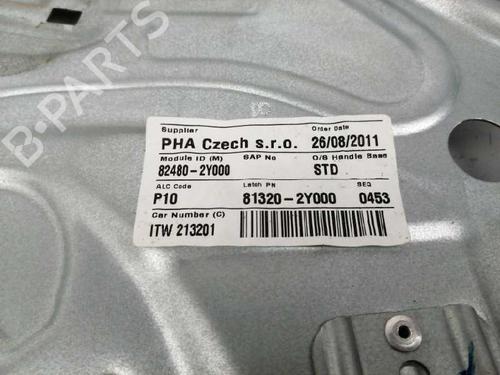 Supplier Order Date
PHA Czech s.r.o. 26/08/2011
Module ID (M) SAP No O/S Handle Base
82480-2Y000 STD
ALC Code Latch PN SEQ
P10 81320-2Y000 0453
Car Number (C)
ITW 213201
B-PARTS